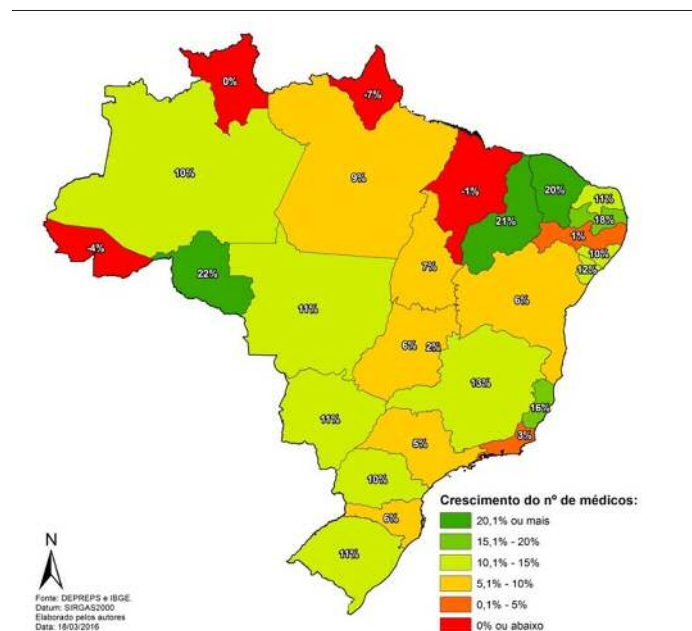 0%
-7%
10%
9%
-1%
21%
20%
11%
18%
1%
10%
12%
-4%
22%
11%
7%
6%
6%
2%
13%
16%
11%
5%
3%
10%
6%
11%
Crescimento do nº de médicos:
20,1% ou mais
15,1% - 20%
10,1% - 15%
5,1% - 10%
0,1% - 5%
0% ou abaixo
N
Fonte: DEPREPS e IBGE.
Datum: SIRGAS2000
Elaborado pelos autores
Data: 18/03/2016